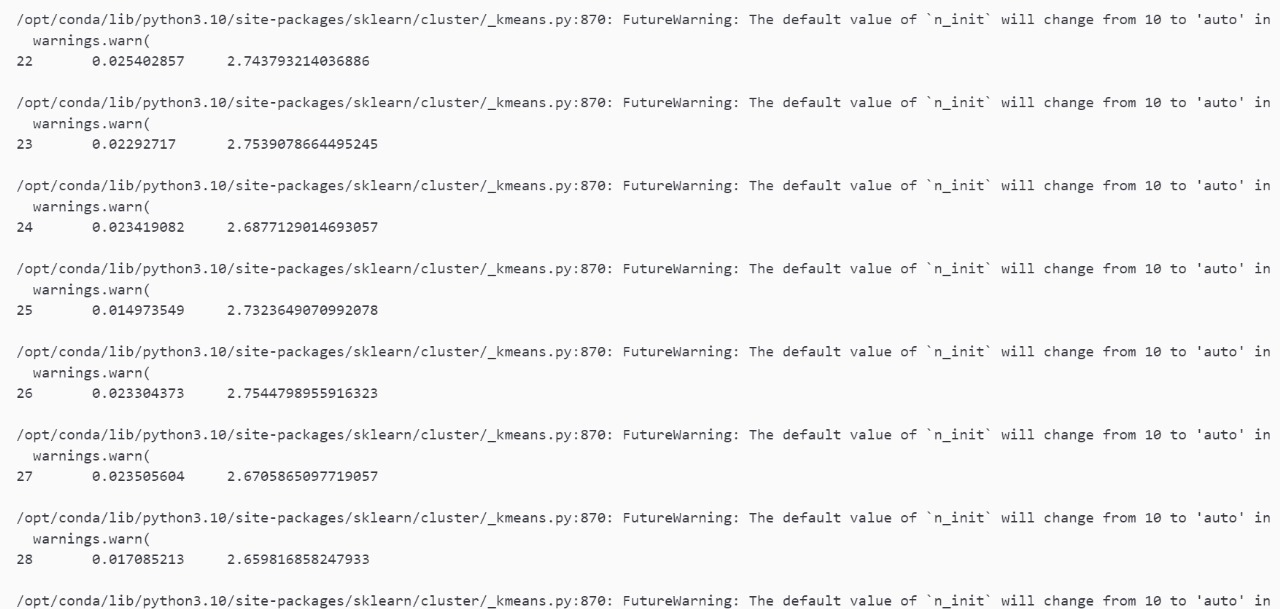 /opt/conda/lib/python3.10/site-packages/sklearn/cluster/_kmeans.py:870: FutureWarning: The default value of `n_init` will change from 10 to 'auto' in
  warnings.warn(
22       0.025402857     2.743793214036886
/opt/conda/lib/python3.10/site-packages/sklearn/cluster/_kmeans.py:870: FutureWarning: The default value of `n_init` will change from 10 to 'auto' in
  warnings.warn(
23       0.02292717      2.7539078664495245
/opt/conda/lib/python3.10/site-packages/sklearn/cluster/_kmeans.py:870: FutureWarning: The default value of `n_init` will change from 10 to 'auto' in
  warnings.warn(
24       0.023419082     2.6877129014693057
/opt/conda/lib/python3.10/site-packages/sklearn/cluster/_kmeans.py:870: FutureWarning: The default value of `n_init` will change from 10 to 'auto' in
  warnings.warn(
25       0.014973549     2.7323649070992078
/opt/conda/lib/python3.10/site-packages/sklearn/cluster/_kmeans.py:870: FutureWarning: The default value of `n_init` will change from 10 to 'auto' in
  warnings.warn(
26       0.023304373     2.7544798955916323
/opt/conda/lib/python3.10/site-packages/sklearn/cluster/_kmeans.py:870: FutureWarning: The default value of `n_init` will change from 10 to 'auto' in
  warnings.warn(
27       0.023505604     2.6705865097719057
/opt/conda/lib/python3.10/site-packages/sklearn/cluster/_kmeans.py:870: FutureWarning: The default value of `n_init` will change from 10 to 'auto' in
  warnings.warn(
28       0.017085213     2.659816858247933
/opt/conda/lib/python3.10/site-packages/sklearn/cluster/_kmeans.py:870: FutureWarning: The default value of `n_init` will change from 10 to 'auto' in